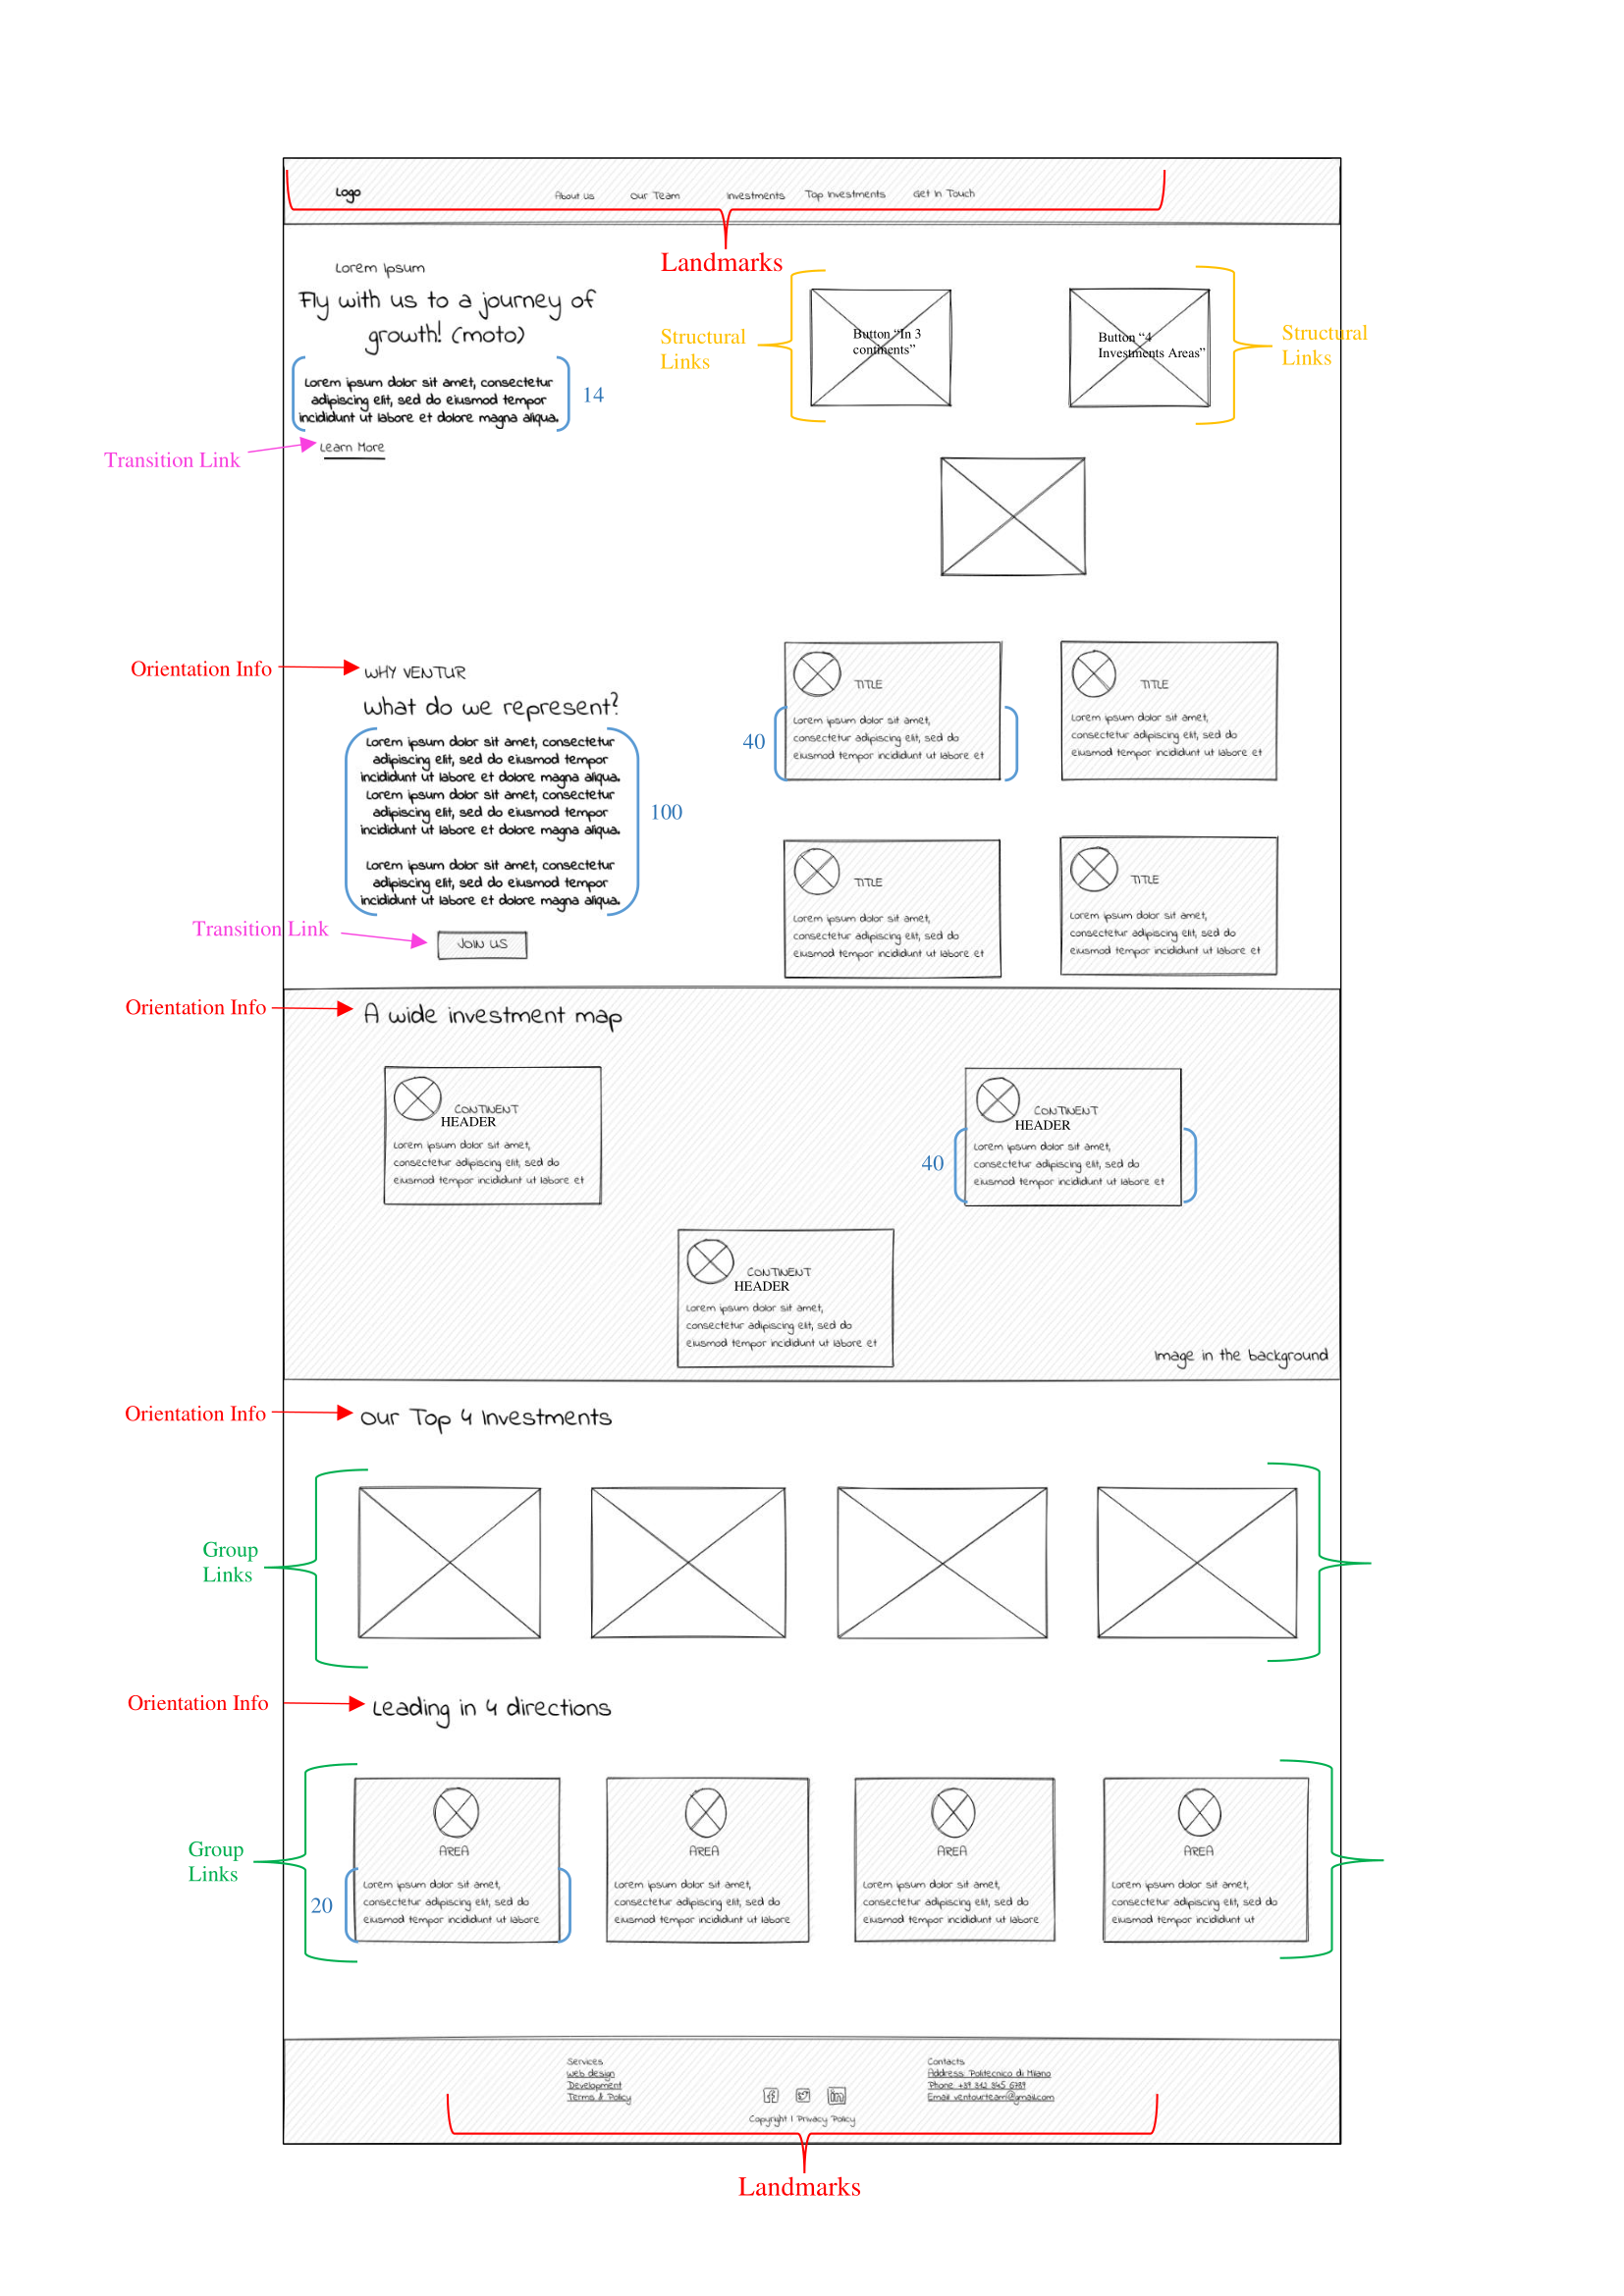 Logo
About Us
Our Team
Investments
Top Investments
Get In Touch
Landmarks
Lorem Ipsum
Fly with us to a journey of
growth! (moto)
Lorem ipsum dolor sit amet, consectetur
adipiscing elit, sed do eiusmod tempor
incididunt ut labore et dolore magna aliqua.
14
Learn More
Transition Link
Structural
Links
Button “In 3
continents”
Button “4
Investments Areas”
Structural
Links
Orientation Info
WHY VENTUR
What do we represent?
Lorem ipsum dolor sit amet, consectetur
adipiscing elit, sed do eiusmod tempor
incididunt ut labore et dolore magna aliqua.
Lorem ipsum dolor sit amet, consectetur
adipiscing elit, sed do eiusmod tempor
incididunt ut labore et dolore magna aliqua.
Lorem ipsum dolor sit amet, consectetur
adipiscing elit, sed do eiusmod tempor
incididunt ut labore et dolore magna aliqua.
100
Transition Link
JOIN US
TITLE
Lorem ipsum dolor sit amet,
consectetur adipiscing elit, sed do
eiusmod tempor incididunt ut labore et
40
TITLE
Lorem ipsum dolor sit amet,
consectetur adipiscing elit, sed do
eiusmod tempor incididunt ut labore et
TITLE
Lorem ipsum dolor sit amet,
consectetur adipiscing elit, sed do
eiusmod tempor incididunt ut labore et
TITLE
Lorem ipsum dolor sit amet,
consectetur adipiscing elit, sed do
eiusmod tempor incididunt ut labore et
Orientation Info
A wide investment map
CONTINENT
HEADER
Lorem ipsum dolor sit amet,
consectetur adipiscing elit, sed do
eiusmod tempor incididunt ut labore et
CONTINENT
HEADER
40
Lorem ipsum dolor sit amet,
consectetur adipiscing elit, sed do
eiusmod tempor incididunt ut labore et
CONTINENT
HEADER
Lorem ipsum dolor sit amet,
consectetur adipiscing elit, sed do
eiusmod tempor incididunt ut labore et
Image in the background
Orientation Info
Our Top 4 Investments
Group
Links
Orientation Info
Leading in 4 directions
Group
Links
20
AREA
Lorem ipsum dolor sit amet,
consectetur adipiscing elit, sed do
eiusmod tempor incididunt ut labore
AREA
Lorem ipsum dolor sit amet,
consectetur adipiscing elit, sed do
eiusmod tempor incididunt ut labore
AREA
Lorem ipsum dolor sit amet,
consectetur adipiscing elit, sed do
eiusmod tempor incididunt ut labore
AREA
Lorem ipsum dolor sit amet,
consectetur adipiscing elit, sed do
eiusmod tempor incididunt ut
Services
Web design
Development
Terms & Policy
Copyright | Privacy Policy
Contacts
Address: Politecnico di Milano
Phone: +39 312 345 6789
Email: ventourteam@gmail.com
Landmarks